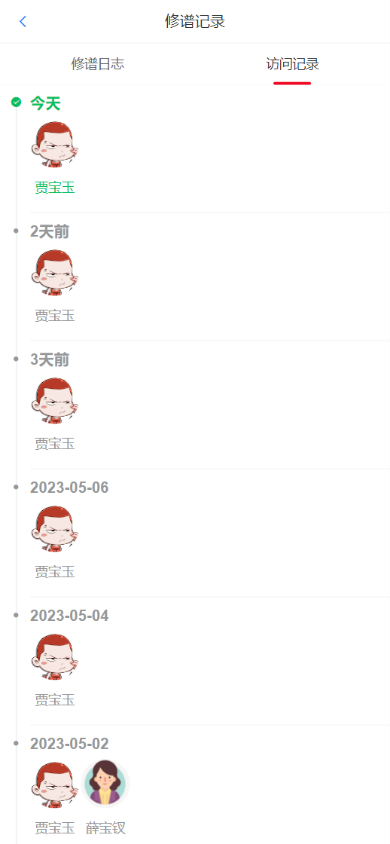 修谱记录
修谱日志 访问记录
今天
贾宝玉
2天前
贾宝玉
3天前
贾宝玉
2023-05-06
贾宝玉
2023-05-04
贾宝玉
2023-05-02
贾宝玉 薛宝钗